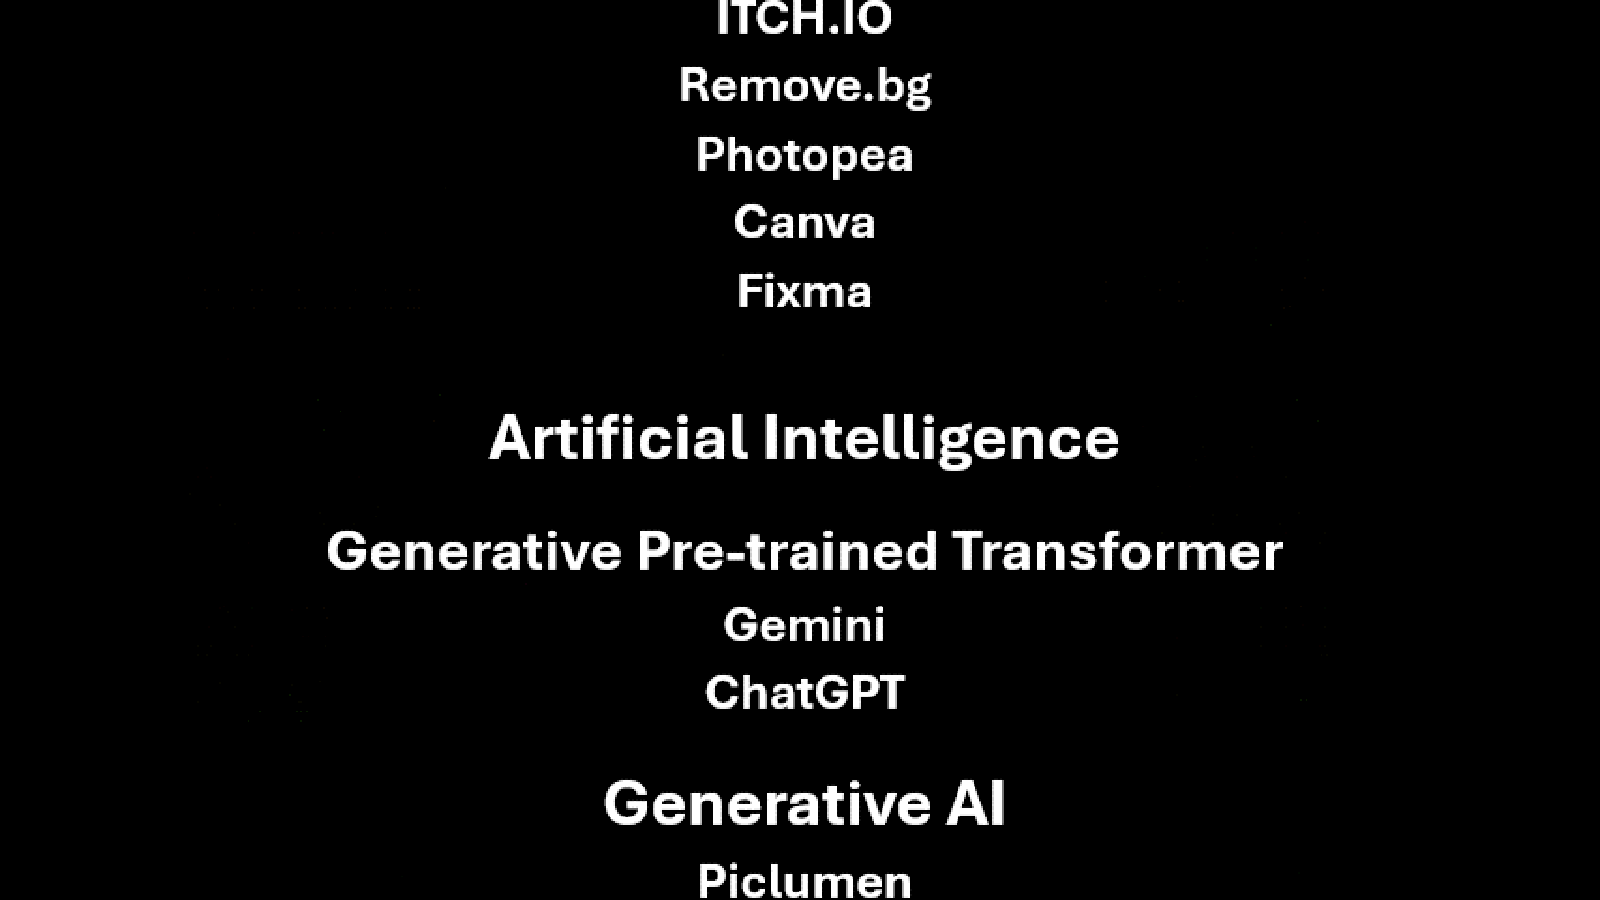 ITCH.IO
Remove.bg
Photopea
Canva
Fixma
Artificial Intelligence
Generative Pre-trained Transformer
Gemini
ChatGPT
Generative AI
Piclumen